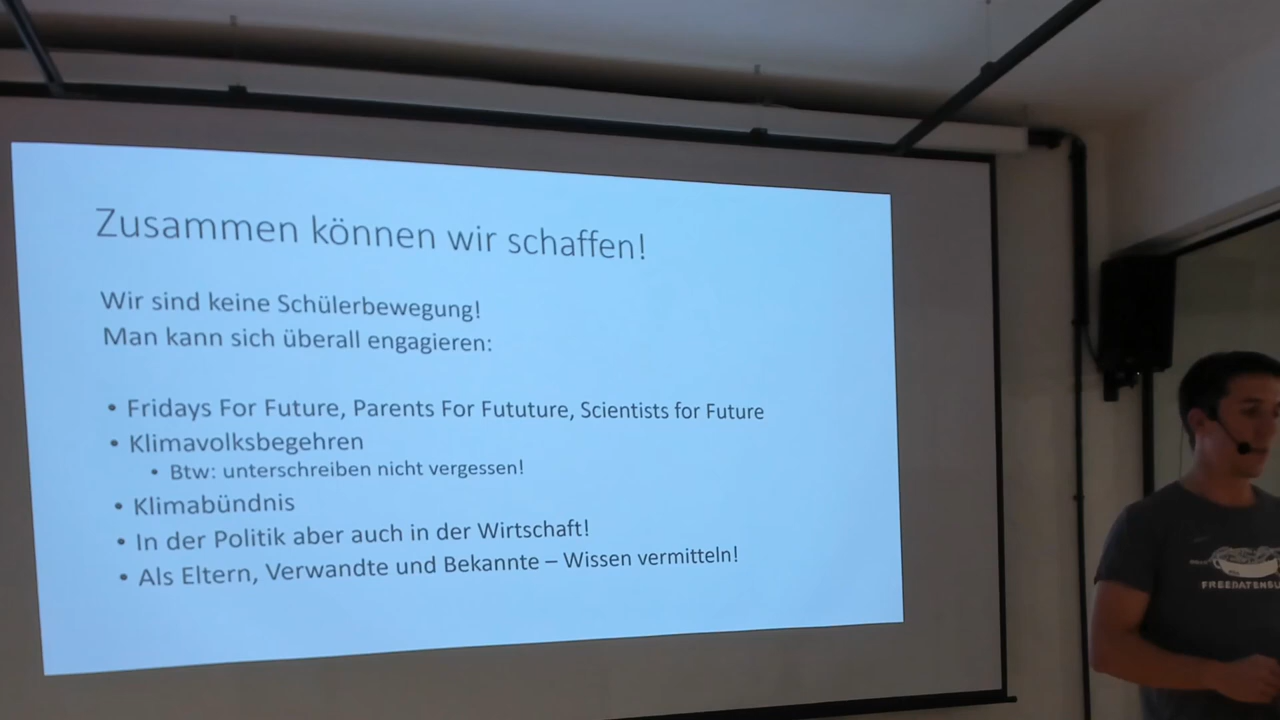 Zusammen können wir schaffen!
Wir sind keine Schülerbewegung!
Man kann sich überall engagieren:
• Fridays For Future, Parents For Fututure, Scientists for Future
• Klimavolksbegehren
• Btw: unterschreiben nicht vergessen!
• Klimabündnis
• In der Politik aber auch in der Wirtschaft!
• Als Eltern, Verwandte und Bekannte – Wissen vermitteln!